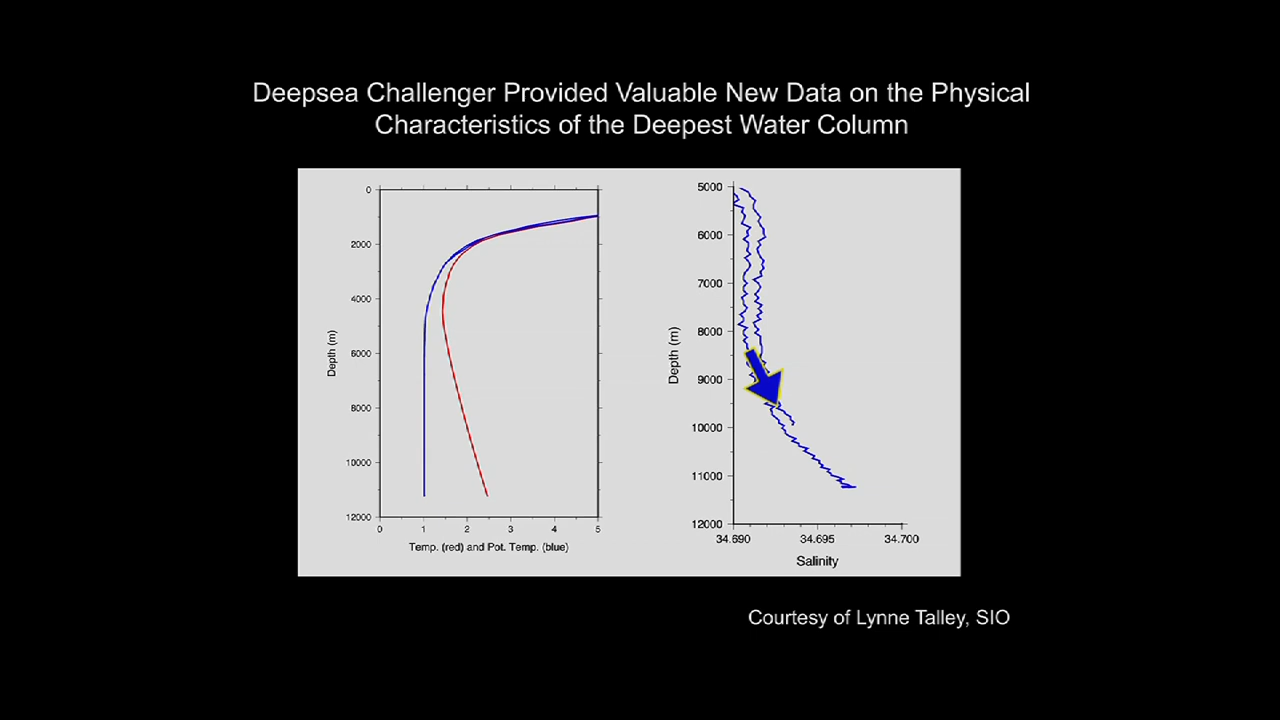 Deepsea Challenger Provided Valuable New Data on the Physical
Characteristics of the Deepest Water Column
0
2000
4000
6000
8000
10000
12000
Depth (m)
0 1 2 3 4 5
Temp. (red) and Pot. Temp. (blue)
5000
6000
7000
8000
9000
10000
11000
12000
Depth (m)
34.690 34.695 34.700
Salinity
Courtesy of Lynne Talley, SIO